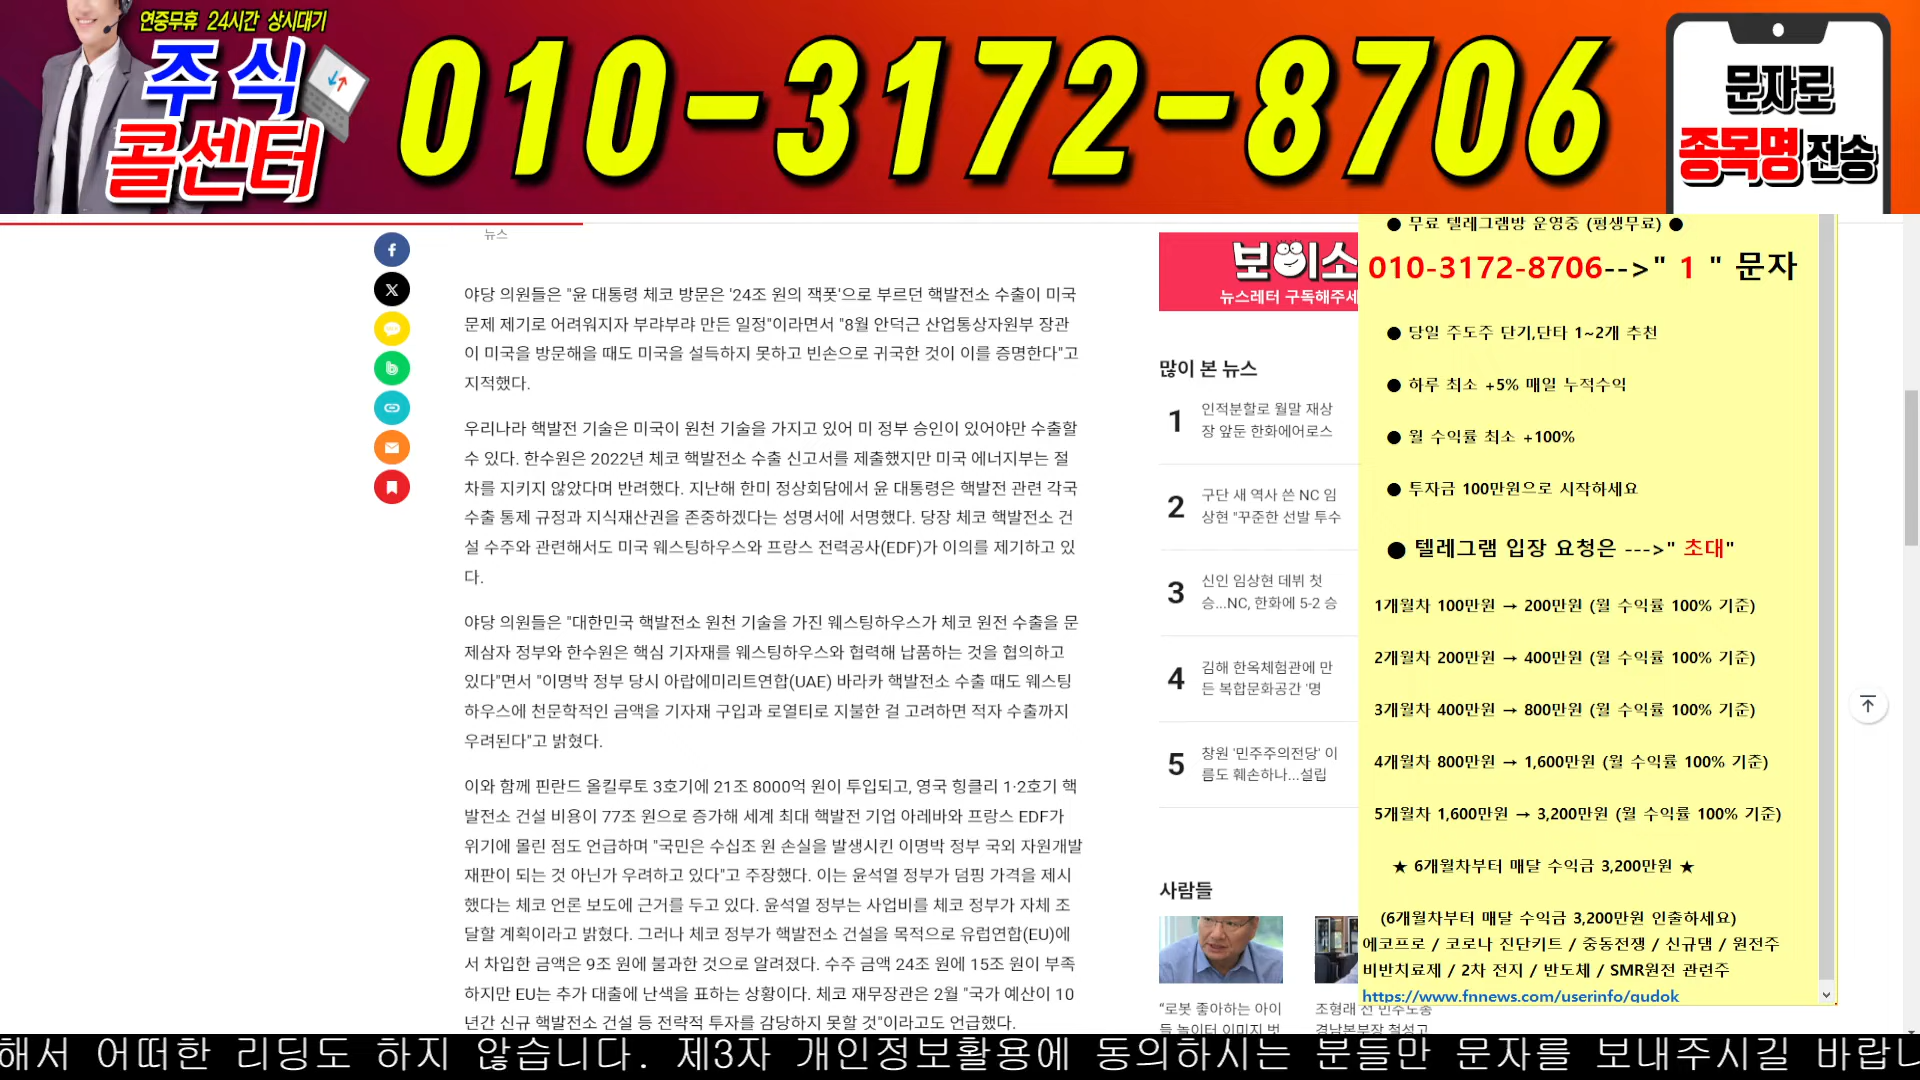 연중무휴 24시간 상시대기
주식
콜센터
010-3172-8706
문자로
종목명 전송
뉴스
야당 의원들은 "윤 대통령 체코 방문은 '24조 원의 잭폿'으로 부르던 핵발전소 수출이 미국
문제 제기로 어려워지자 부랴부랴 만든 일정"이라면서 "8월 안덕근 산업통상자원부 장관
이 미국을 방문해을 때도 미국을 설득하지 못하고 빈손으로 귀국한 것이 이를 증명한다"고
지적했다.
우리나라 핵발전 기술은 미국이 원천 기술을 가지고 있어 미 정부 승인이 있어야만 수출할
수 있다. 한수원은 2022년 체코 핵발전소 수출 신고서를 제출했지만 미국 에너지부는 절
차를 지키지 않았다며 반려했다. 지난해 한미 정상회담에서 윤 대통령은 핵발전 관련 각국
수출 통제 규정과 지식재산권을 존중하겠다는 성명서에 서명했다. 당장 체코 핵발전소 건
설 수주와 관련해서도 미국 웨스팅하우스와 프랑스 전력공사(EDF)가 이의를 제기하고 있
다.
야당 의원들은 "대한민국 핵발전소 원천 기술을 가진 웨스팅하우스가 체코 원전 수출을 문
제삼자 정부와 한수원은 핵심 기자재를 웨스팅하우스와 협력해 납품하는 것을 협의하고
있다"면서 "이명박 정부 당시 아랍에미리트연합(UAE) 바라카 핵발전소 수출 때도 웨스팅
하우스에 천문학적인 금액을 기자재 구입과 로열티로 지불한 걸 고려하면 적자 수출까지
우려된다"고 밝혔다.
이와 함께 핀란드 올킬루토 3호기에 21조 8000억 원이 투입되고, 영국 힝클리 1·2호기 핵
발전소 건설 비용이 77조 원으로 증가해 세계 최대 핵발전 기업 아레바와 프랑스 EDF가
위기에 몰린 점도 언급하며 "국민은 수십조 원 손실을 발생시킨 이명박 정부 국외 자원개발
재판이 되는 것 아닌가 우려하고 있다"고 주장했다. 이는 윤석열 정부가 덤핑 가격을 제시
했다는 체코 언론 보도에 근거를 두고 있다. 윤석열 정부는 사업비를 체코 정부가 자체 조
달할 계획이라고 밝혔다. 그러나 체코 정부가 핵발전소 건설을 목적으로 유럽연합(EU)에
서 차입한 금액은 9조 원에 불과한 것으로 알려졌다. 수주 금액 24조 원에 15조 원이 부족
하지만 EU는 추가 대출에 난색을 표하는 상황이다. 체코 재무장관은 2월 "국가 예산이 10
년간 신규 핵발전소 건설 등 전략적 투자를 감당하지 못할 것"이라고도 언급했다.
보이소
뉴스레터 구독해주세
많이 본 뉴스
1 인적분할로 월말 재상
장 앞둔 한화에어로스
2 구단 새 역사 쓴 NC 임
상현 "꾸준한 선발 투수
3 신인 임상현 데뷔 첫
승...NC, 한화에 5-2 승
4 김해 한옥체험관에 만
든 복합문화공간 '명
5 창원 '민주주의전당' 이
름도 훼손하나...설립
사람들
"로봇 좋아하는 아이
들 놀이터 이미지 벗
조형래 전 민주노총
경남본부장 철성고
● 무료 텔레그램방 운영중 (평생무료) ●
010-3172-8706-->" 1 " 문자
● 당일 주도주 단기,단타 1~2개 추천
● 하루 최소 +5% 매일 누적수익
● 월 수익률 최소 +100%
● 투자금 100만원으로 시작하세요
● 텔레그램 입장 요청은 --->" 초대"
1개월차 100만원 → 200만원 (월 수익률 100% 기준)
2개월차 200만원 → 400만원 (월 수익률 100% 기준)
3개월차 400만원 → 800만원 (월 수익률 100% 기준)
4개월차 800만원 → 1,600만원 (월 수익률 100% 기준)
5개월차 1,600만원 → 3,200만원 (월 수익률 100% 기준)
★ 6개월차부터 매달 수익금 3,200만원 ★
(6개월차부터 매달 수익금 3,200만원 인출하세요)
에코프로 / 코로나 진단키트 / 중동전쟁 / 신규댐 / 원전주
비반치료제 / 2차 전지 / 반도체 / SMR원전 관련주
https://www.fnnews.com/userinfo/gudok
해서 어떠한 리딩도 하지 않습니다. 제3자 개인정보활용에 동의하시는 분들만 문자를 보내주시길 바랍니